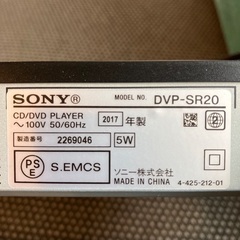 SONY® MODEL NO. DVP-SR20
CD/DVD PLAYER
～100V 50/60Hz
2017 年製
製造番号 2269046 5W
PS
E
S.EMCS
ソニー株式会社
MADE IN CHINA 4-425-212-01